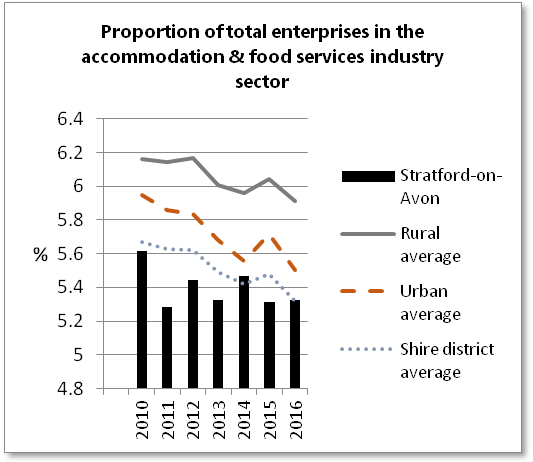 Proportion of total enterprises in the
accommodation & food services industry
sector
6.4
6.2
6
5.8
5.6
5.4
5.2
5
4.8
%
2010
2011
2012
2013
2014
2015
2016
Stratford-on-
Avon
Rural
average
Urban
average
Shire district
average